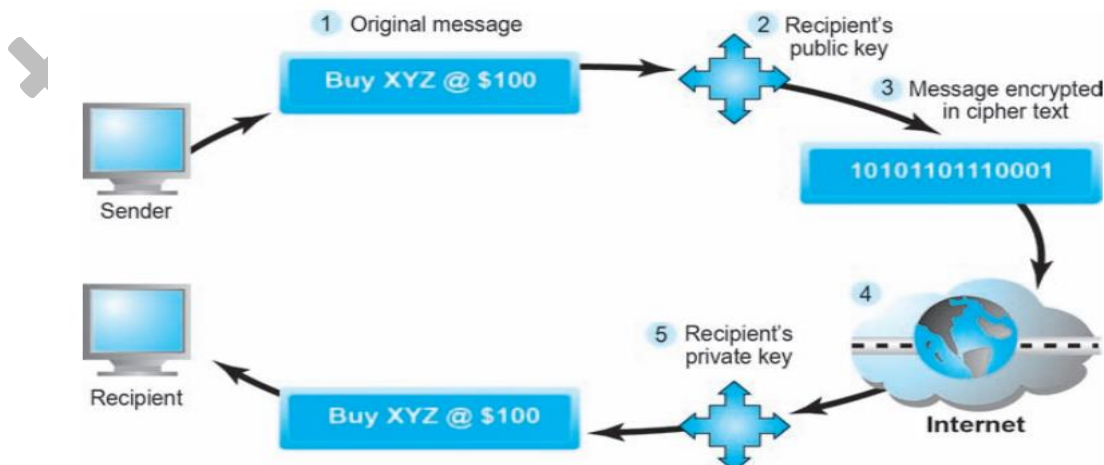 1 Original message
Buy XYZ @ $100
2 Recipient's
public key
3 Message encrypted
in cipher text
10101101110001
Sender
4
Internet
5 Recipient's
private key
Buy XYZ @ $100
Recipient